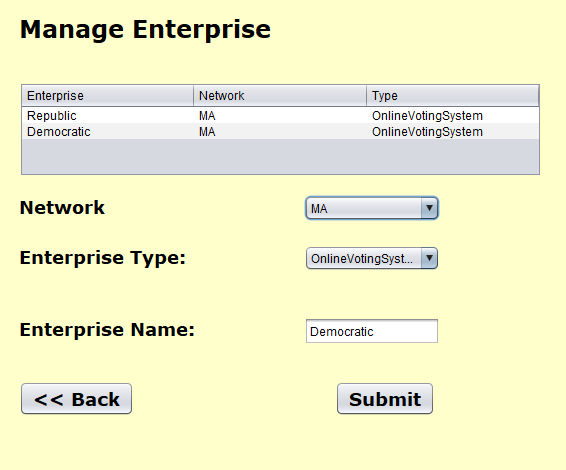 Manage Enterprise
Enterprise Network Type
Republic MA OnlineVotingSystem
Democratic MA OnlineVotingSystem
Network MA
Enterprise Type: OnlineVotingSyst...
Enterprise Name: Democratic
<< Back Submit